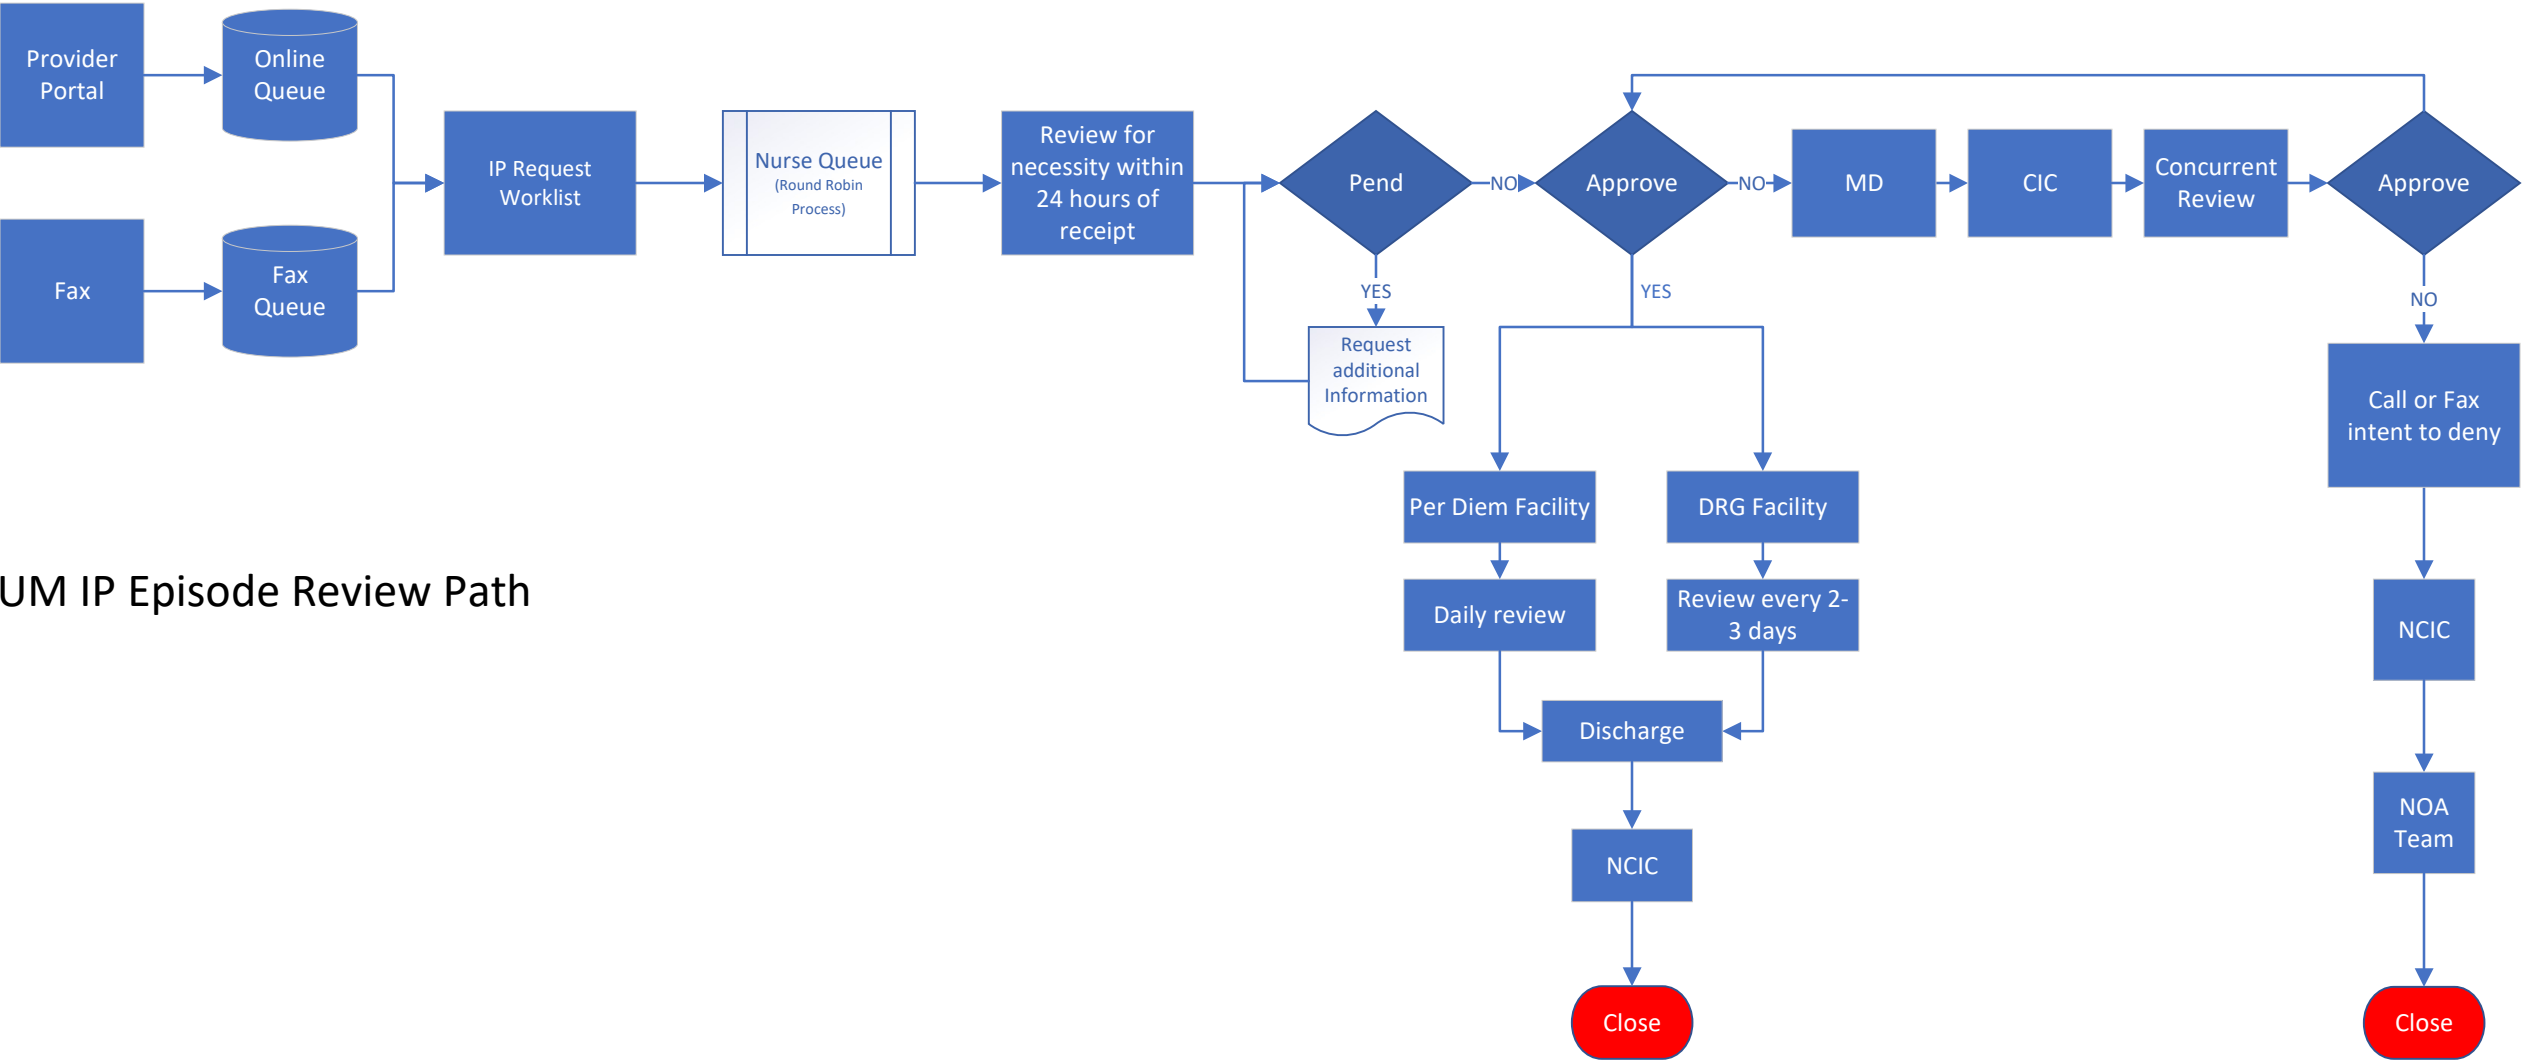 Provider
Portal
Online
Queue
Fax
Fax
Queue
IP Request
Worklist
Nurse Queue
(Round Robin
Process)
Review for
necessity within
24 hours of
receipt
Pend
NO
YES
Request
additional
Information
Approve
NO
YES
MD
CIC
Concurrent
Review
Approve
NO
Call or Fax
intent to deny
NCIC
NOA
Team
Close
Per Diem Facility
DRG Facility
Daily review
Review every 2-
3 days
Discharge
NCIC
Close
UM IP Episode Review Path